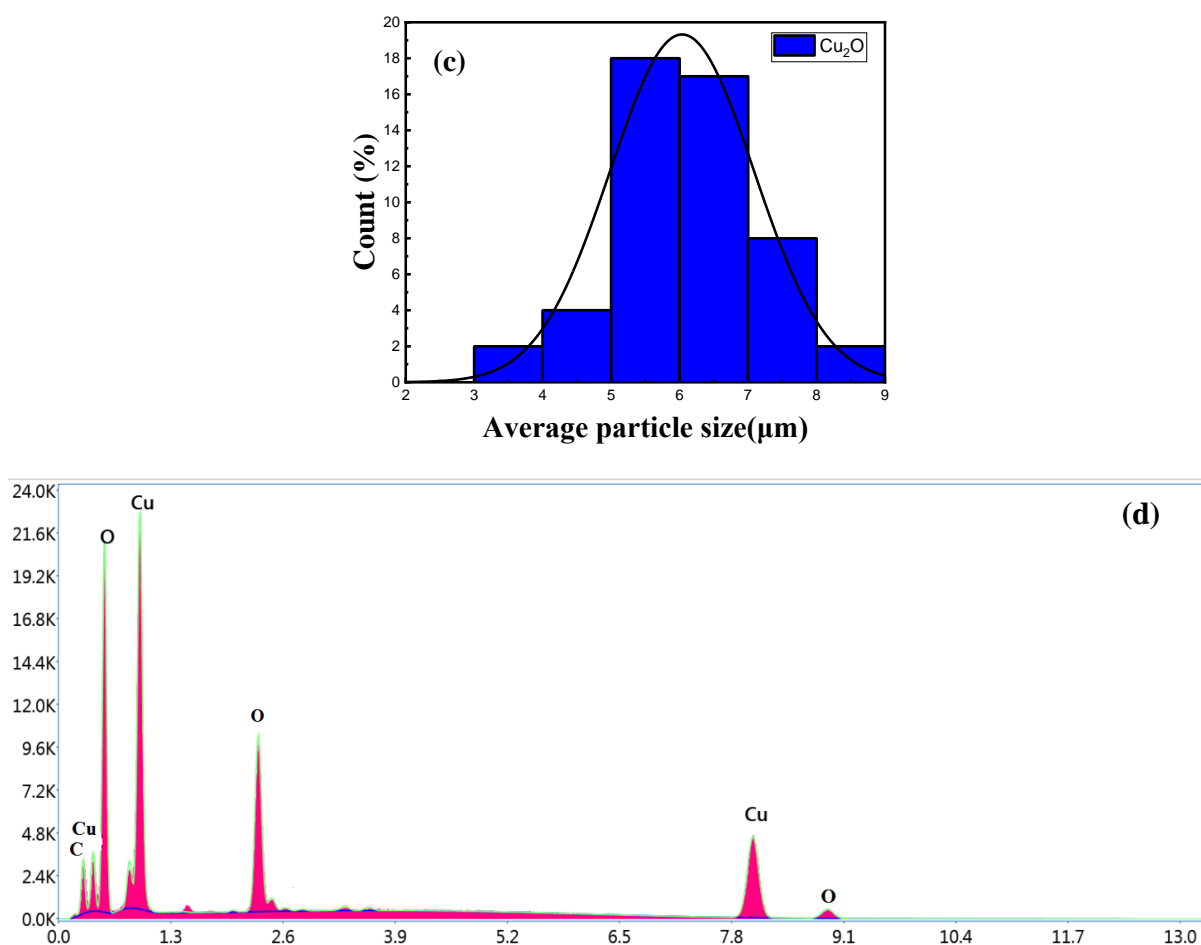 20
18
16
14
12
10
8
6
4
2
0
(c)
Cu₂O
Count (%)
2 3 4 5 6 7 8 9
Average particle size(μm)
24.0K
21.6K
19.2K
16.8K
14.4K
12.0K
9.6K
7.2K
4.8K
2.4K
0.0K
Cu
(d)
O
O
Cu
Cu
C
O
0.0 1.3 2.6 3.9 5.2 6.5 7.8 9.1 10.4 11.7 13.0